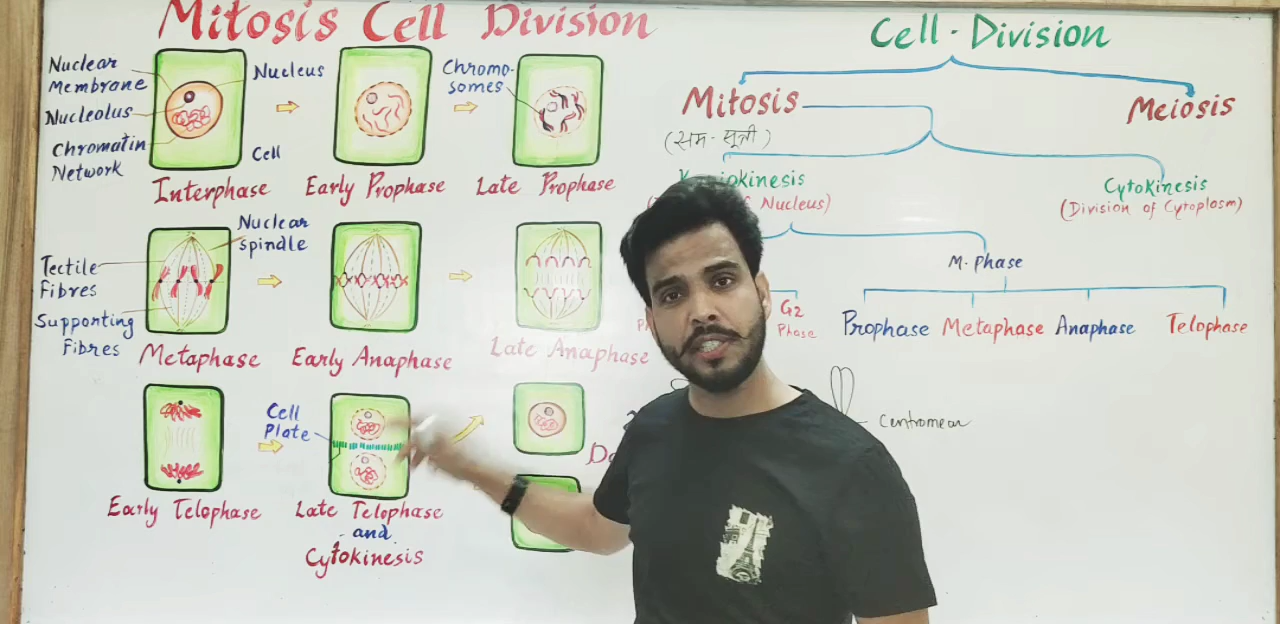 Mitosis Cell Division
Nuclear
Membrane
Nucleolus
Chromatin
Network
Nucleus
Cell
Interphase
Early Prophase
Chromo-
somes
Late Prophase
Nuclear
spindle
Tectile
Fibres
Supporting
Fibres
Metaphase
Early Anaphase
Late Anaphase
Early Telophase
Cell
Plate
Late Telophase
and
Cytokinesis
Cell-Division
Mitosis
(सम-सूत्री)
Meiosis
Nucleus)
Cytokinesis
(Division of Cytoplasm)
M.Phase
G2
Phase
Prophase Metaphase Anaphase Telophase
Centromear